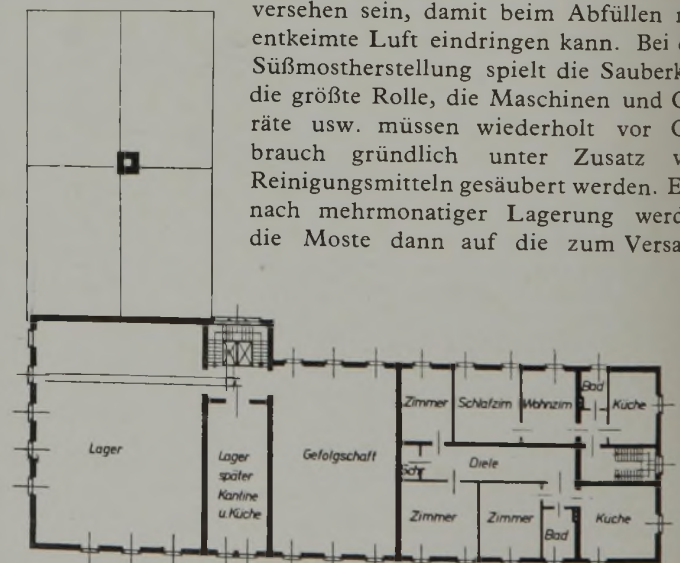 versehen sein, damit beim Abfüllen
entkeimte Luft eindringen kann. Bei
Süßmostherstellung spielt die Sauberk
die größte Rolle, die Maschinen und G
räte usw. müssen wiederholt vor G
brauch gründlich unter Zusatz v
Reinigungsmitteln gesäubert werden. E
nach mehrmonatiger Lagerung werd
die Moste dann auf die zum Versa
Bad
Zimmer Schlafzim Wohnzim Küche
Lager
Lager
später
Kantine
u. Küche
Gefolgschaft
Schr
Diele
Zimmer Zimmer Bad Küche